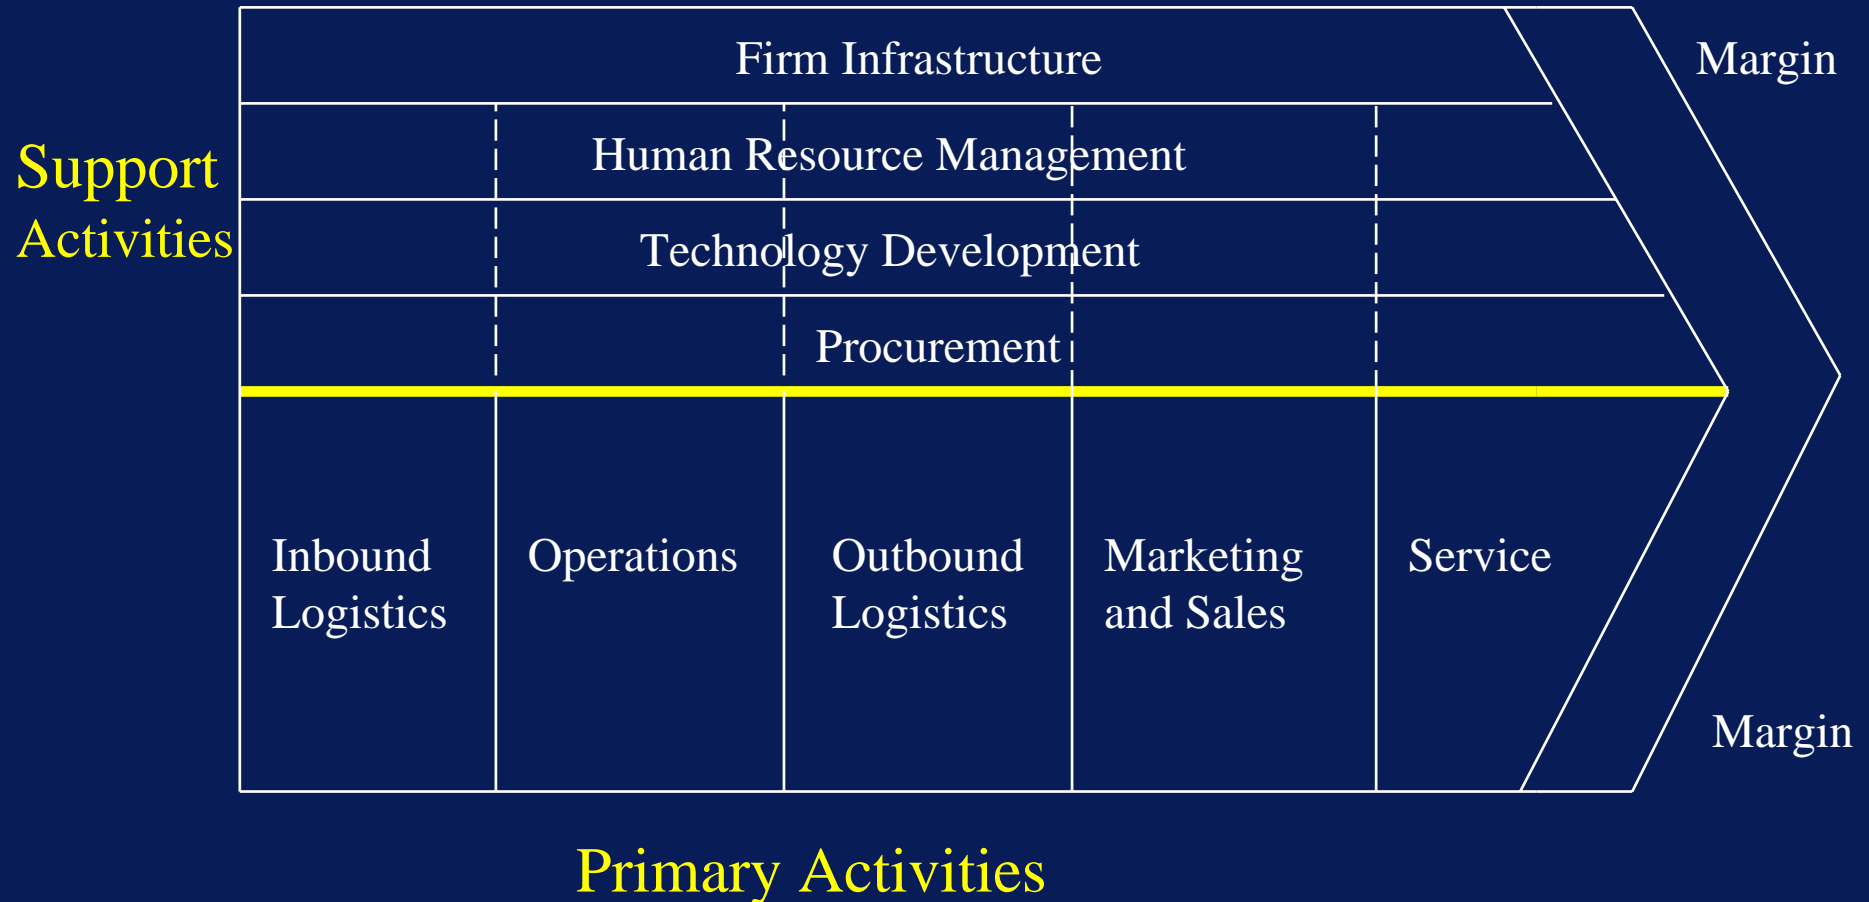 Firm Infrastructure
Margin
Human Resource Management
Support
Activities
Technology Development
Procurement
Inbound
Logistics
Operations
Outbound
Logistics
Marketing
and Sales
Service
Margin
Primary Activities